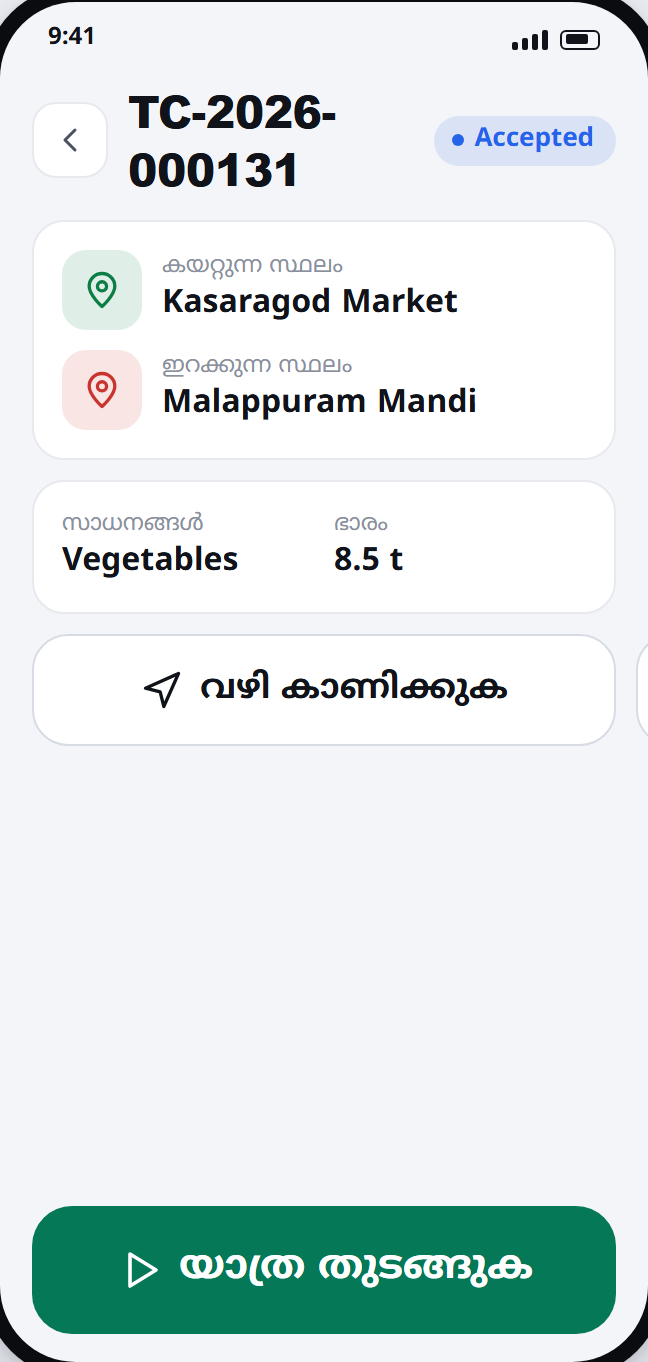 9:41
TC-2026-
000131
Accepted
കയറ്റുന്ന സ്ഥലം
Kasaragod Market
ഇറക്കുന്ന സ്ഥലം
Malappuram Mandi
സാധനങ്ങൾ
ഭാരം
Vegetables
8.5 t
വഴി കാണിക്കുക
യാത്ര തുടങ്ങുക